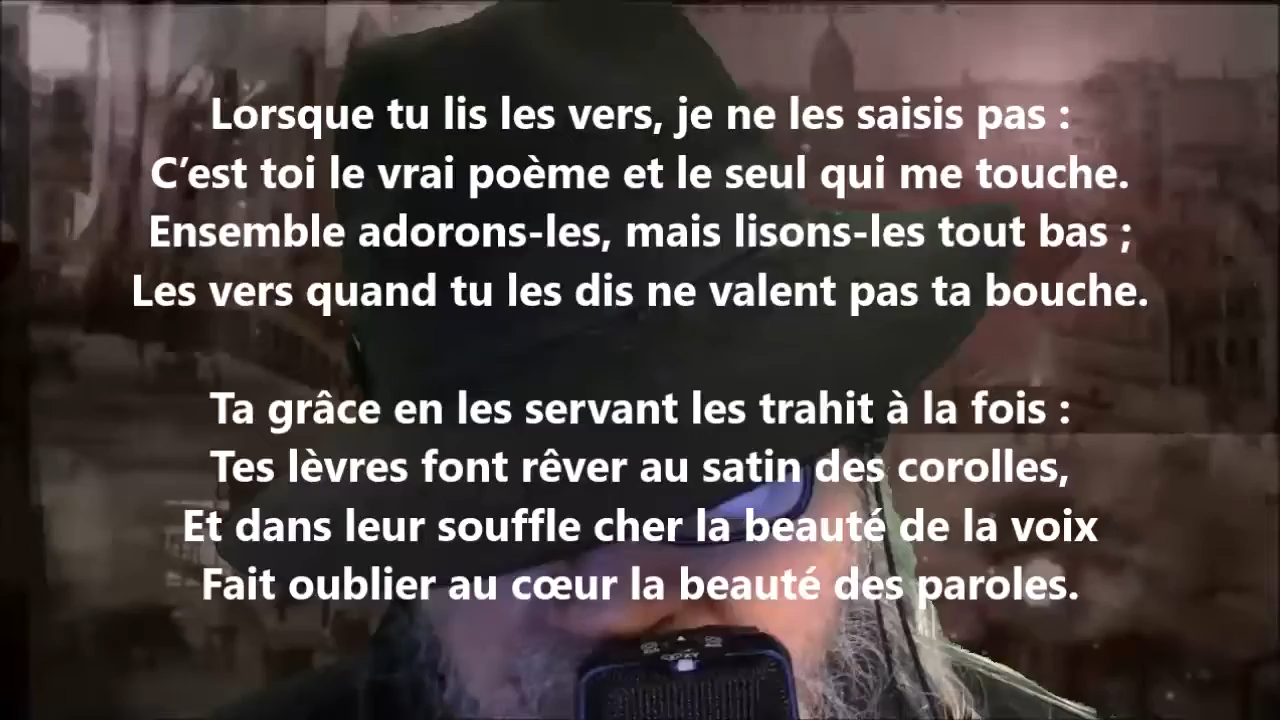 Lorsque tu lis les vers, je ne les saisis pas :
C’est toi le vrai poème et le seul qui me touche.
Ensemble adorons-les, mais lisons-les tout bas ;
Les vers quand tu les dis ne valent pas ta bouche.
Ta grâce en les servant les trahit à la fois :
Tes lèvres font rêver au satin des corolles,
Et dans leur souffle cher la beauté de la voix
Fait oublier au cœur la beauté des paroles.